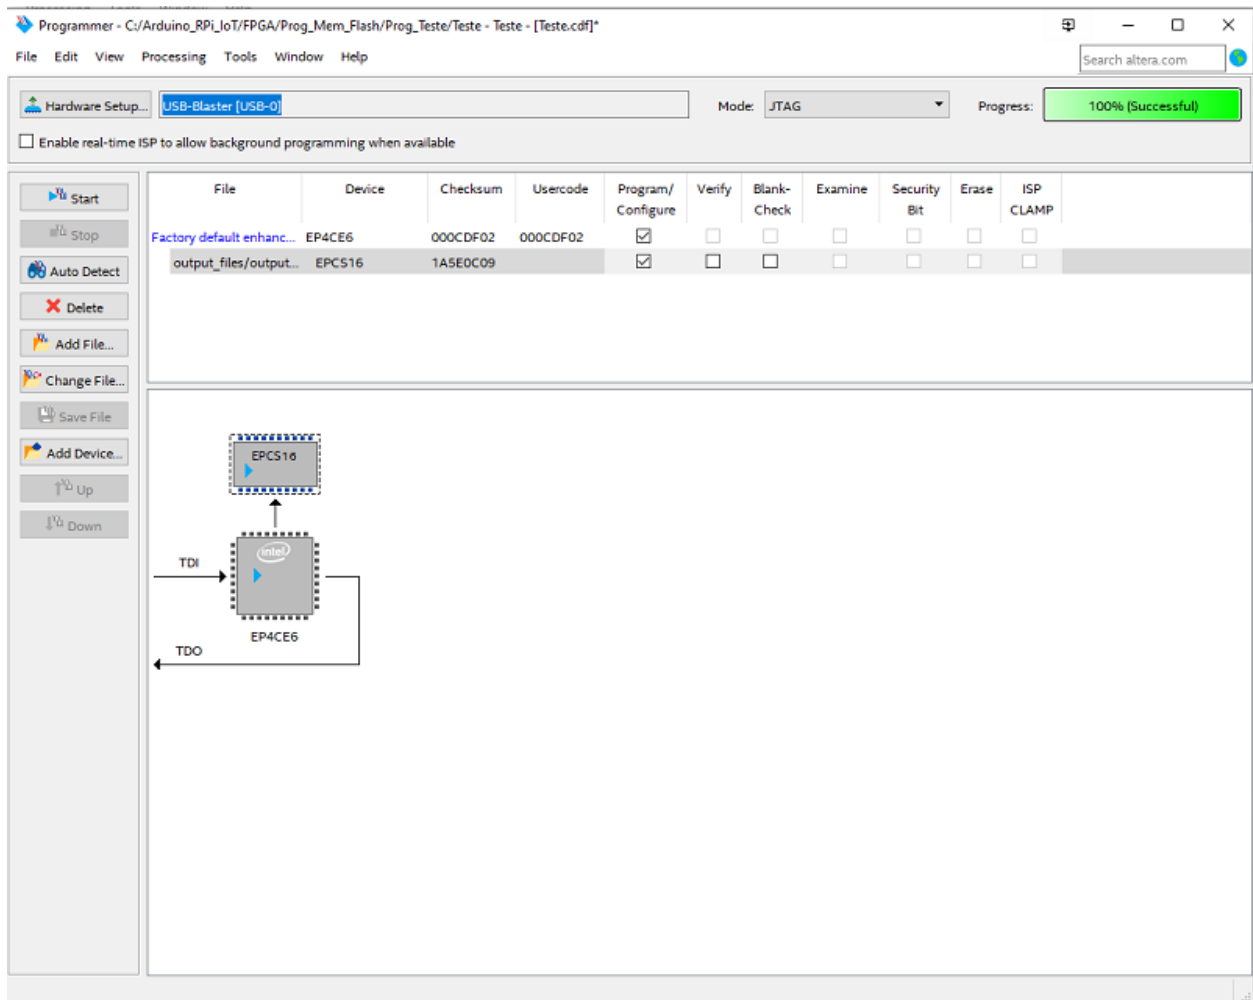 Programmer - C:/Arduino_RPi_IoT/FPGA/Prog_Mem_Flash/Prog_Teste/Teste - Teste - [Teste.cdf]*
File Edit View Processing Tools Window Help
Search altera.com
Hardware Setup... USB-Blaster [USB-0] Mode: JTAG Progress: 100% (Successful)
Enable real-time ISP to allow background programming when available
Start
Stop
Auto Detect
Delete
Add File...
Change File...
Save File
Add Device...
Up
Down
File Device Checksum Usercode Program/ Verify Blank- Examine Security Erase ISP
Configure Check Bit CLAMP
Factory default enhanc... EP4CE6 000CDF02 000CDF02
output_files/output... EPCS16 1A5E0C09
EPCS16
intel
TDI
EP4CE6
TDO